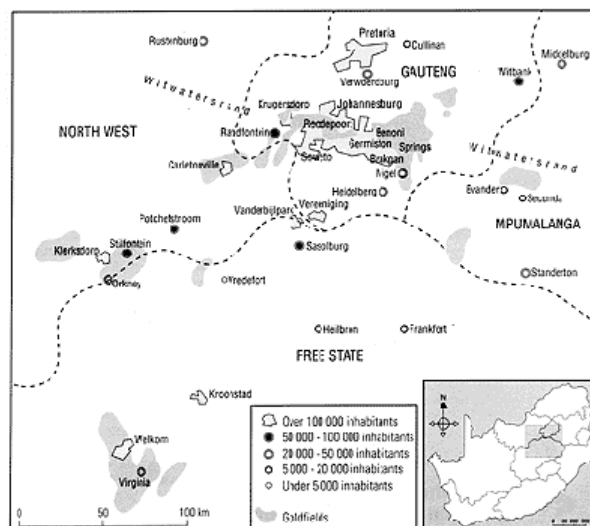 Pretoria
Rustenburg
Cullinan
Middelburg
GAUTENG
Witbank
Verwoerdburg
Witwatersring
Krugersdorp
Johannesburg
NORTH WEST
Randfontein
Roodepoort
Benoni
Germiston
Springs
Witwatersrand
Soweto
Brakpan
Carletonville
Nigel
Heidelberg
Evander
Secunda
Vereeniging
Vanderbijlpark
MPUMALANGA
Potchefstroom
Klerksdorp
Stilfontein
Sasolburg
Orkney
Vredefort
Standerton
Heilbron
Frankfort
FREE STATE
Kroonstad
Welkom
Virginia
50
100 km
Over 100 000 inhabitants
50 000 - 100 000 inhabitants
20 000 - 50 000 inhabitants
5 000 - 20 000 inhabitants
Under 5 000 inhabitants
Goldfields
N